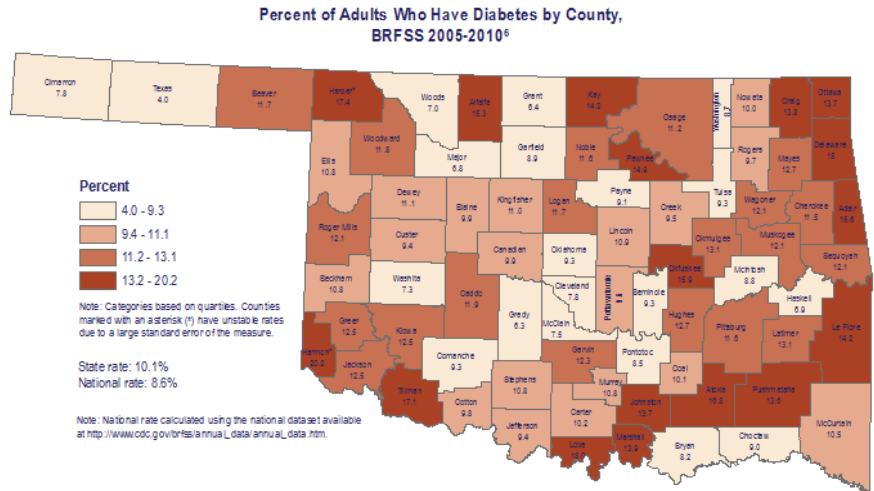 Percent of Adults Who Have Diabetes by County,
BRFSS 2005-2010⁶
Cimarron
7.8
Texas
4.0
Beaver
11.7
Harper*
17.4
Woods
7.0
Alfalfa
15.3
Grant
6.4
Kay
14.2
Osage
11.2
Washington
8.7
Nowata
10.0
Craig
13.8
Ottawa
13.7
Ellis
10.8
Woodward
11.8
Major
6.8
Garfield
8.9
Noble
11.6
Pawnee
14.9
Rogers
9.7
Mayes
12.7
Delaware
Dewey
11.1
Blaine
9.9
Kingfisher
11.0
Logan
11.7
Payne
9.1
Creek
9.5
Tulsa
9.3
Wagoner
12.1
Cherokee
11.5
Adair
Roger Mills
12.1
Custer
9.4
Canadian
9.9
Oklahoma
9.3
Lincoln
10.9
Okmulgee
13.1
Muskogee
12.1
Sequoyah
12.1
Beckham
10.8
Washita
7.3
Caddo
11.9
Grady
6.3
Cleveland
7.8
McClain
7.5
Pottawatomie
Seminole
9.3
Okfuskee
15.9
McIntosh
8.8
Haskell
6.9
Hughes
12.7
Pittsburg
11.6
Latimer
13.1
Le Flore
14.2
Greer
12.5
Kiowa
12.5
Harmon*
20.2
Jackson
12.5
Tillman
17.1
Comanche
9.3
Cotton
9.8
Stephens
10.8
Jefferson
9.4
Garvin
12.3
Murray
10.8
Carter
10.2
Love
Pontotoc
8.5
Coal
10.1
Johnston
13.7
Marshall
13.9
Atoka
16.8
Pushmataha
13.6
Bryan
8.2
Choctaw
9.0
McCurtain
10.5
Percent
4.0 - 9.3
9.4 - 11.1
11.2 - 13.1
13.2 - 20.2
Note: Categories based on quartiles. Counties
marked with an asterisk (*) have unstable rates
due to a large standard error of the measure.
State rate: 10.1%
National rate: 8.6%
Note: National rate calculated using the national dataset available
at http://www.cdc.gov/brfss/annual_data/annual_data.htm.